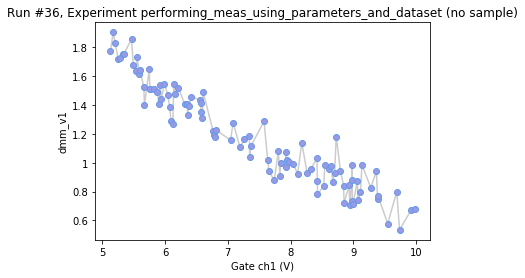 Run #36, Experiment performing_meas_using_parameters_and_dataset (no sample)
1.8
1.6
1.4
1.2
1.0
0.8
0.6
dmm_v1
5 6 7 8 9 10
Gate ch1 (V)